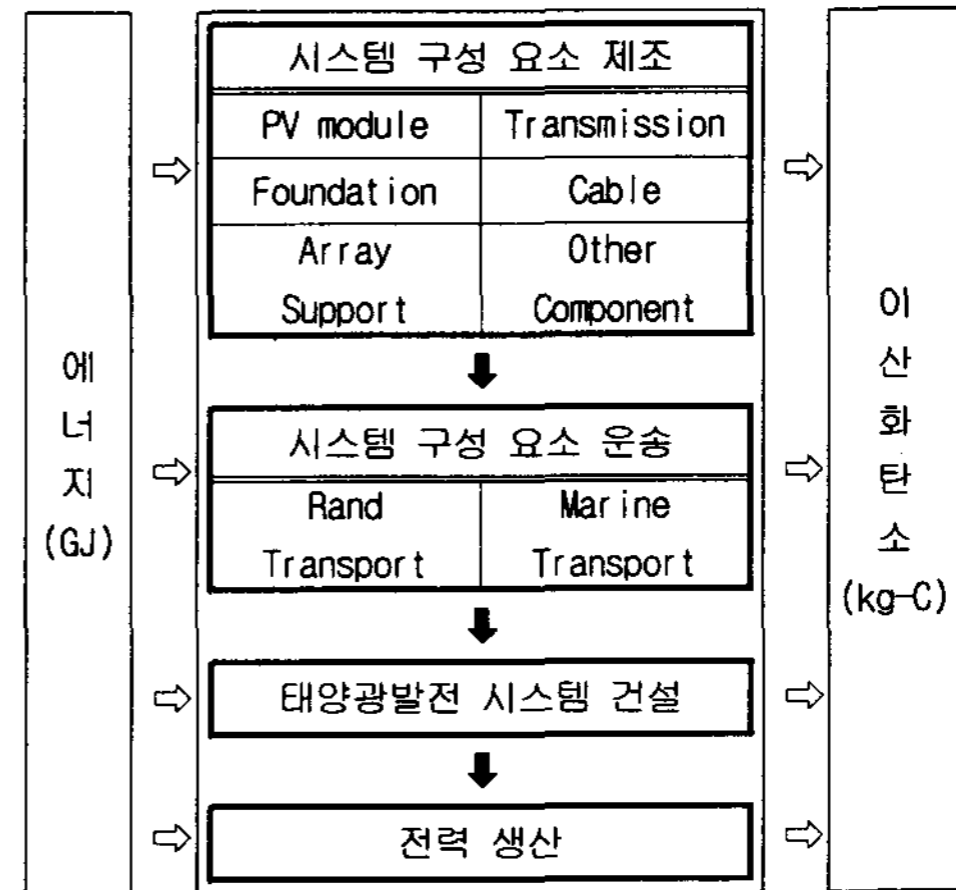 시스템 구성 요소 제조
PV module
Transmission
Foundation
Cable
Array
Support
Other
Component
시스템 구성 요소 운송
Rand
Transport
Marine
Transport
태양광발전 시스템 건설
전력 생산
에
너
지
(GJ)
이
산
화
탄
소
(kg-C)